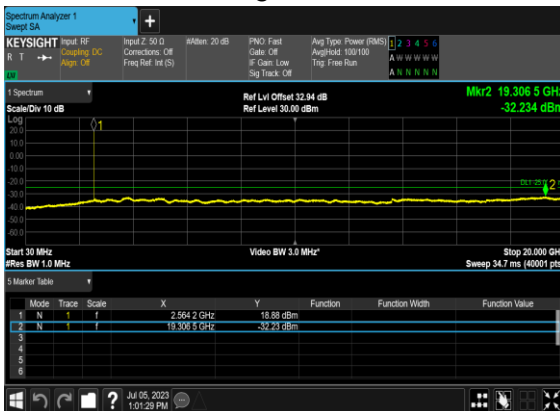 Spectrum Analyzer 1
Swept SA
KEYSIGHT Input: RF Input Z: 50 Ω #Atten: 20 dB PNO: Fast Avg Type: Power (RMS) 1 2 3 4 5 6
R T Coupling: DC Corrections: Off Gate: Off Avg|Hold: 100/100 A W W W W W
Align: Off Freq Ref: Int (S) IF Gain: Low Trig: Free Run
Sig Track: Off A N N N N N
LXI
1 Spectrum Ref Lvl Offset 32.94 dB Mkr2 19.306 5 GHz
Scale/Div 10 dB Ref Level 30.00 dBm -32.234 dBm
Log
20.0
10.0
0.00
-10.0
-20.0
-30.0
-40.0
-50.0
-60.0
1
2
Start 30 MHz Video BW 3.0 MHz* Stop 20.000 GH
#Res BW 1.0 MHz Sweep 34.7 ms (40001 pts
5 Marker Table
Mode Trace Scale X Y Function Function Width Function Value
1 N 1 f 2.564 2 GHz 18.88 dBm
2 N 1 f 19.306 5 GHz -32.23 dBm
3
4
5
6
? Jul 05, 2023
1:01:29 PM